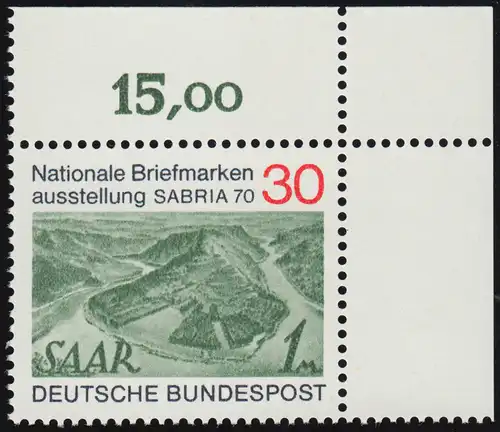 15,00
Nationale Briefmarken
ausstellung SABRIA 70 30
SAAR 1 M
DEUTSCHE BUNDESPOST